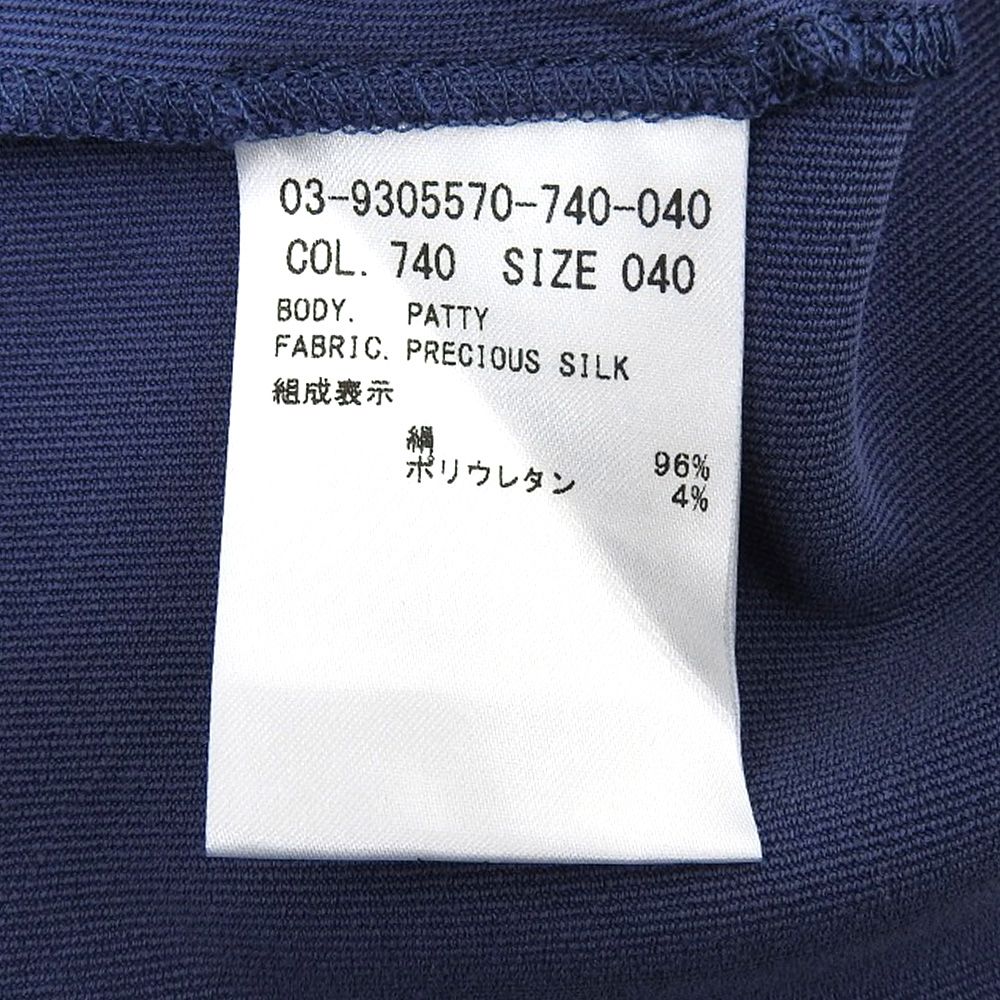 03-9305570-740-040
COL. 740 SIZE 040
BODY. PATTY
FABRIC. PRECIOUS SILK
組成表示
絹 96%
ポリウレタン 4%